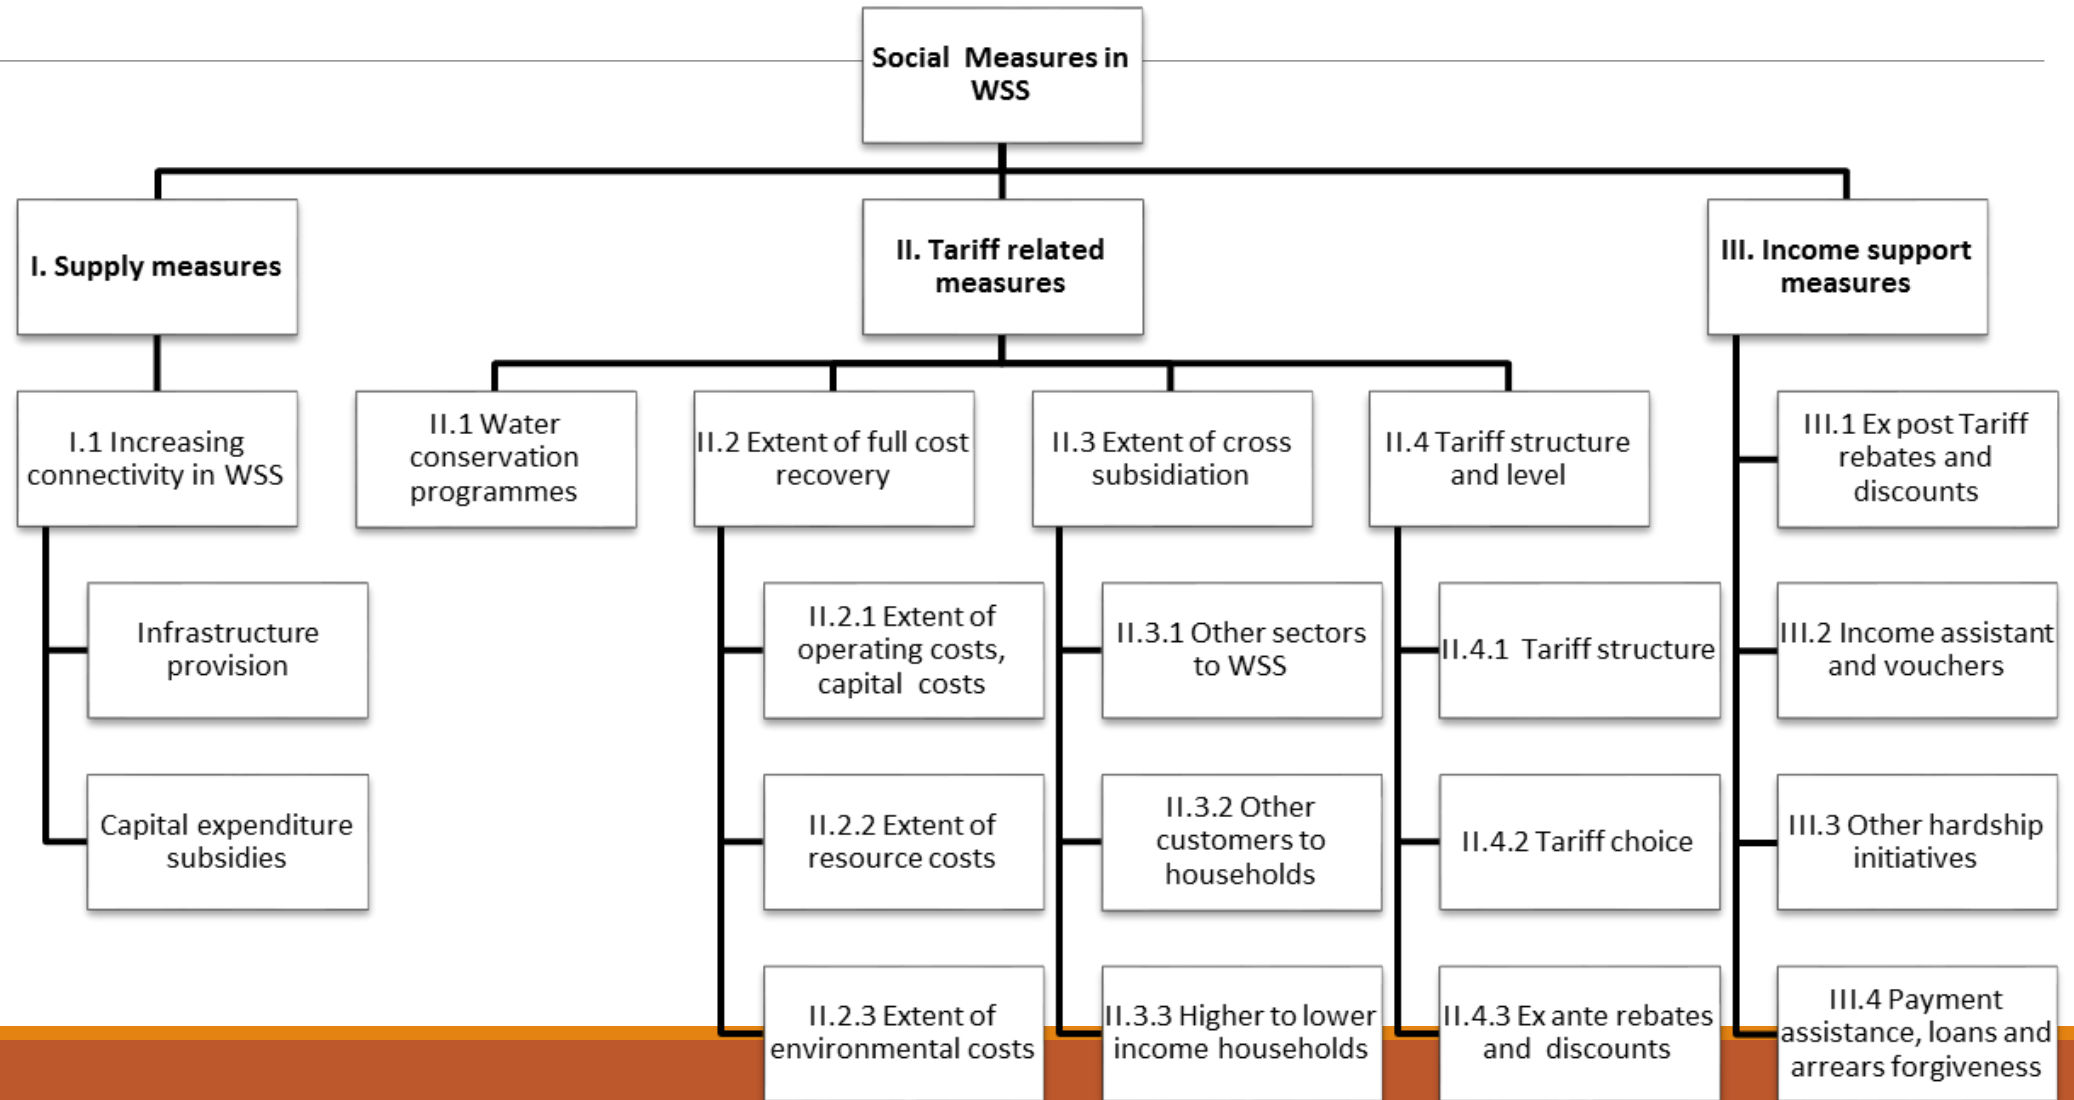 Social Measures in
WSS
I. Supply measures
II. Tariff related
measures
III. Income support
measures
I.1 Increasing
connectivity in WSS
II.1 Water
conservation
programmes
II.2 Extent of full cost
recovery
II.3 Extent of cross
subsidiation
II.4 Tariff structure
and level
III.1 Ex post Tariff
rebates and
discounts
Infrastructure
provision
II.2.1 Extent of
operating costs,
capital costs
II.3.1 Other sectors
to WSS
II.4.1 Tariff structure
III.2 Income assistant
and vouchers
Capital expenditure
subsidies
II.2.2 Extent of
resource costs
II.3.2 Other
customers to
households
II.4.2 Tariff choice
III.3 Other hardship
initiatives
II.2.3 Extent of
environmental costs
II.3.3 Higher to lower
income households
II.4.3 Ex ante rebates
and discounts
III.4 Payment
assistance, loans and
arrears forgiveness